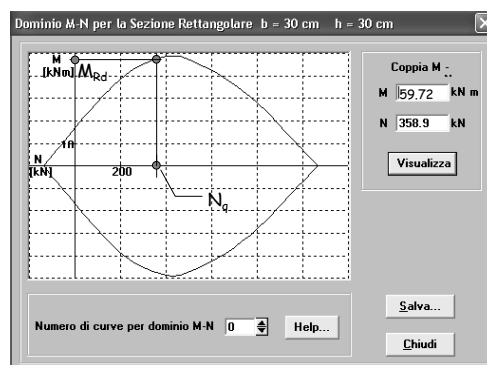 Dominio M-N per la Sezione Rettangolare b = 30 cm h = 30 cm
M
[kNm]
MRd
10
N
[kN]
200
Nq
Coppia M - ..
M 59.72 kN m
N 358.9 kN
Visualizza
Numero di curve per dominio M-N 0 Help...
Salva...
Chiudi